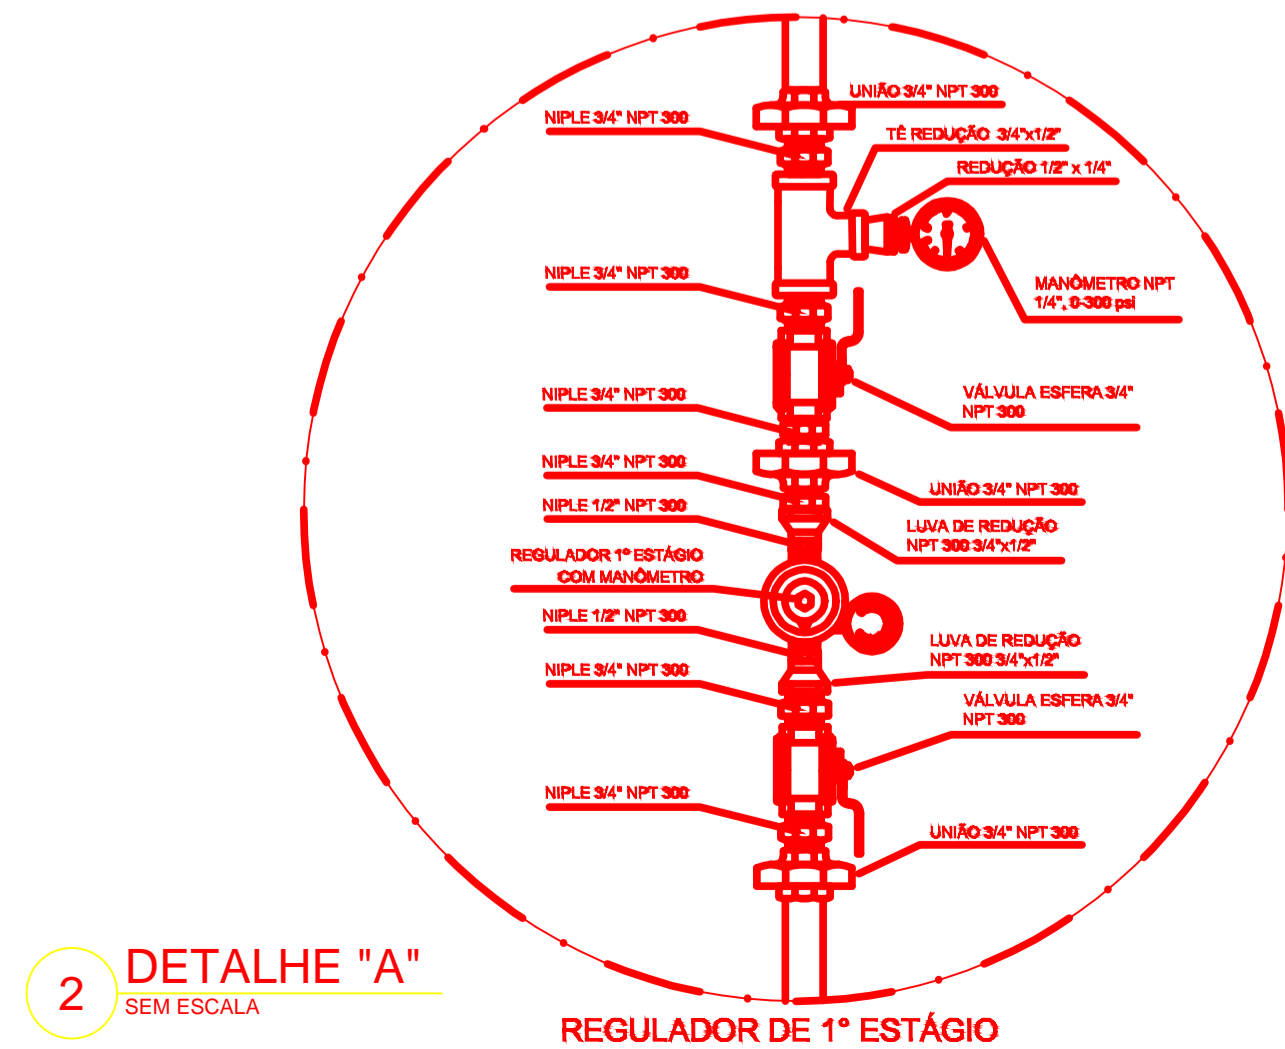 UNIÃO 3/4" NPT 300
NIPLE 3/4" NPT 300
TÊ REDUÇÃO 3/4"x1/2"
REDUÇÃO 1/2" x 1/4"
NIPLE 3/4" NPT 300
MANÔMETRO NPT
1/4", 0-300 psi
NIPLE 3/4" NPT 300
VÁLVULA ESFERA 3/4"
NPT 300
NIPLE 3/4" NPT 300
UNIÃO 3/4" NPT 300
NIPLE 1/2" NPT 300
LUVA DE REDUÇÃO
NPT 300 3/4"x1/2"
REGULADOR 1º ESTÁGIO
COM MANÔMETRO
NIPLE 1/2" NPT 300
LUVA DE REDUÇÃO
NPT 300 3/4"x1/2"
NIPLE 3/4" NPT 300
VÁLVULA ESFERA 3/4"
NPT 300
NIPLE 3/4" NPT 300
UNIÃO 3/4" NPT 300
2
DETALHE "A"
SEM ESCALA
REGULADOR DE 1º ESTÁGIO